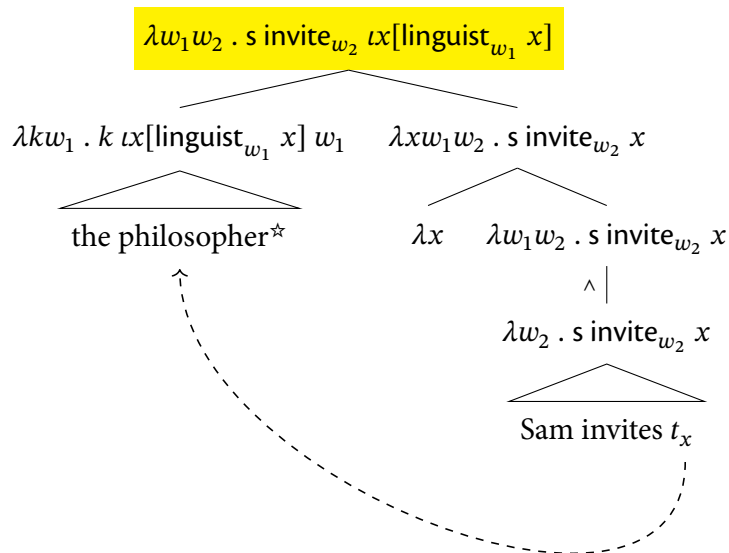 λw₁w₂ . s invite_w₂ ιx[linguist_w₁ x]
λkw₁ . k ιx[linguist_w₁ x] w₁ λxw₁w₂ . s invite_w₂ x
the philosopher☆ λx λw₁w₂ . s invite_w₂ x
∧
λw₂ . s invite_w₂ x
Sam invites t_x